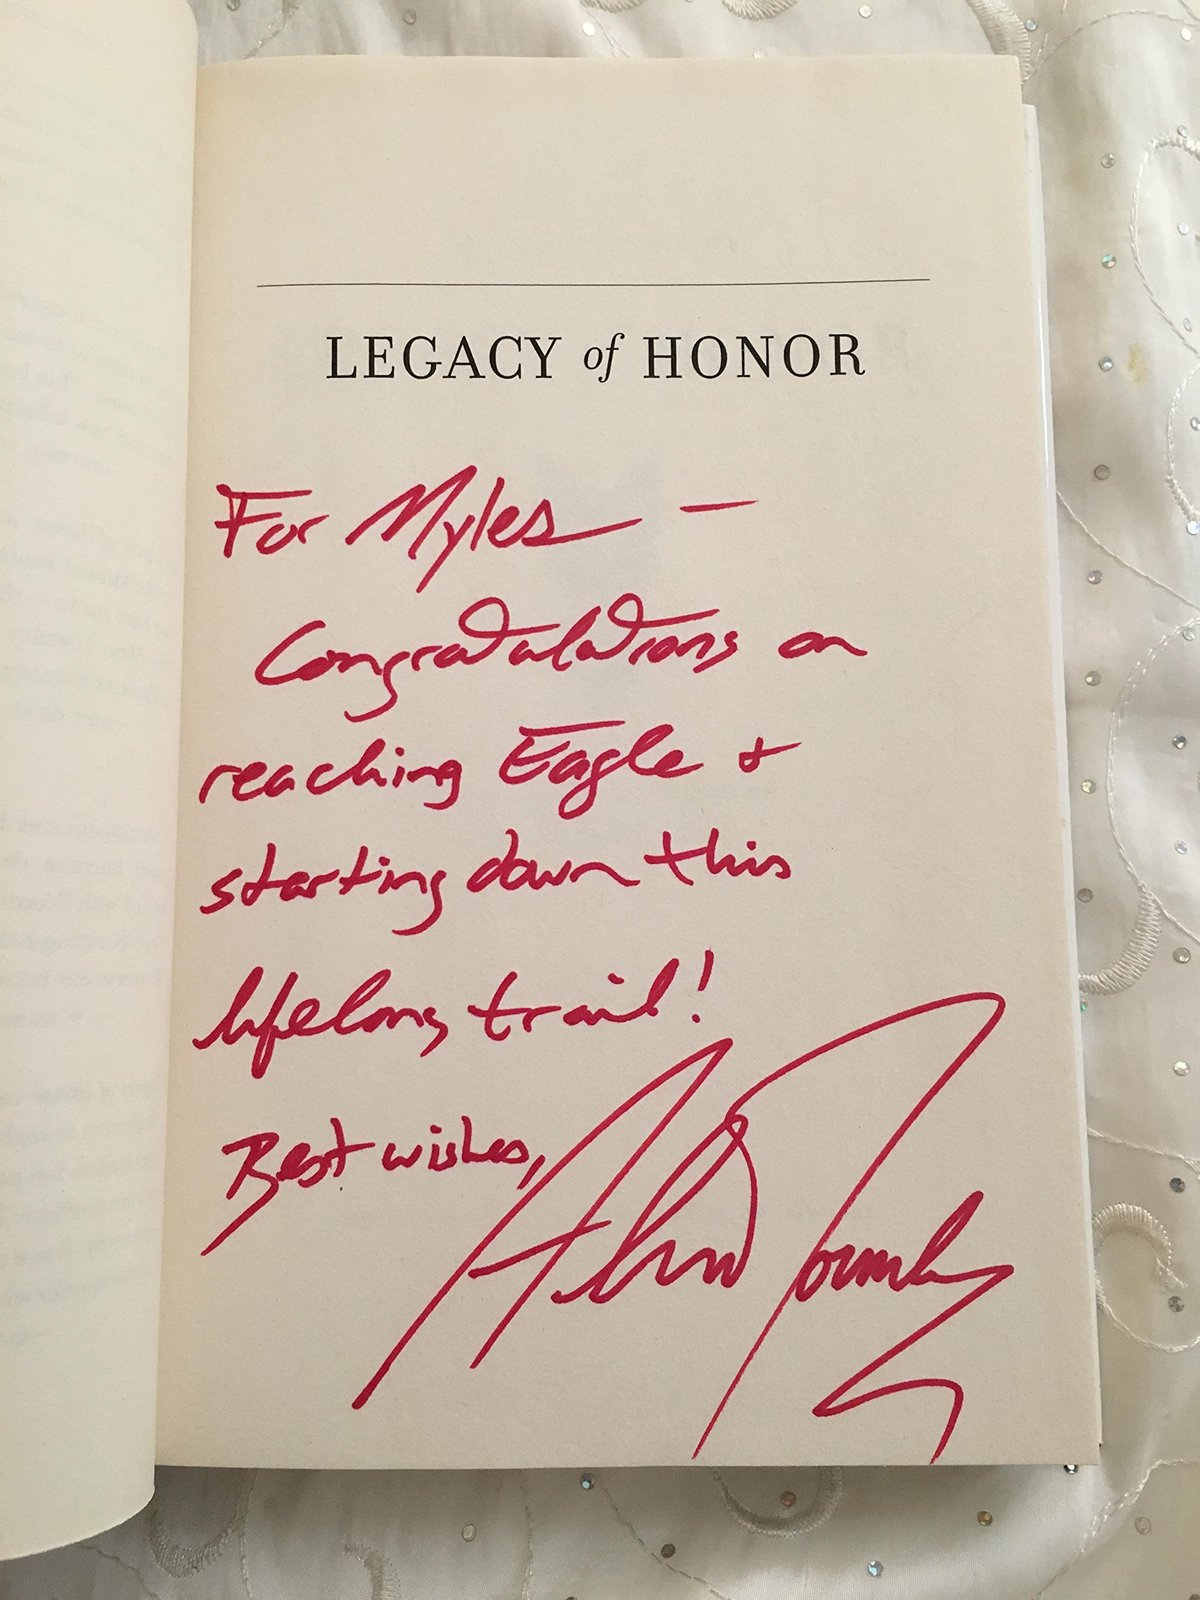 LEGACY of HONOR
For Myles —
Congratulations on
reaching Eagle +
starting down this
lifelong trail!
Best wishes,